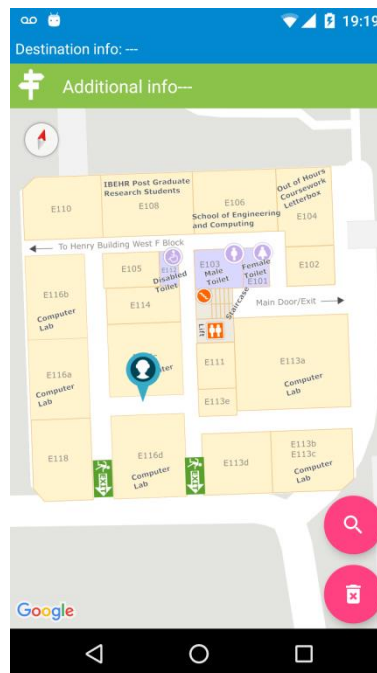 19:19
Destination info: ---
Additional info---
IBEHR Post Graduate
Research Students
E110
E108
E106
School of Engineering
and Computing
Out of Hours
Coursework
Letterbox
E104
To Henry Building West F Block
E105
E112
Disabled
Toilet
E103
Male
Toilet
Female
Toilet
E101
E102
E116b
Computer
Lab
E114
Staircase
Main Door/Exit
Lift
E116a
Computer
Lab
E111
E113a
Computer
Lab
E113e
E118
EXIT
E116d
Computer
Lab
EXIT
E113d
E113b
E113c
Computer
Lab
Google